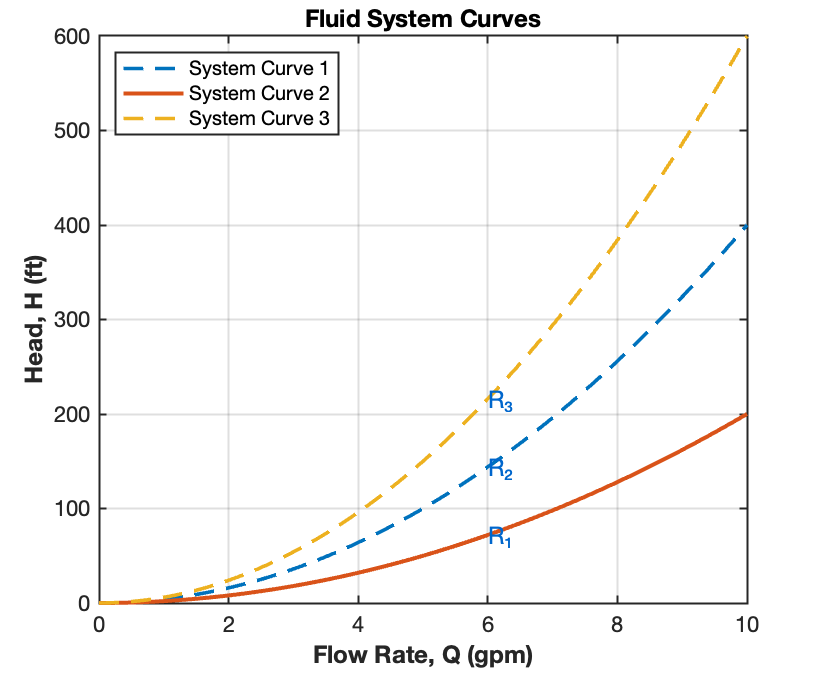 Fluid System Curves
System Curve 1
System Curve 2
System Curve 3
600
500
400
300
200
100
0
Head, H (ft)
R₃
R₂
R₁
0 2 4 6 8 10
Flow Rate, Q (gpm)